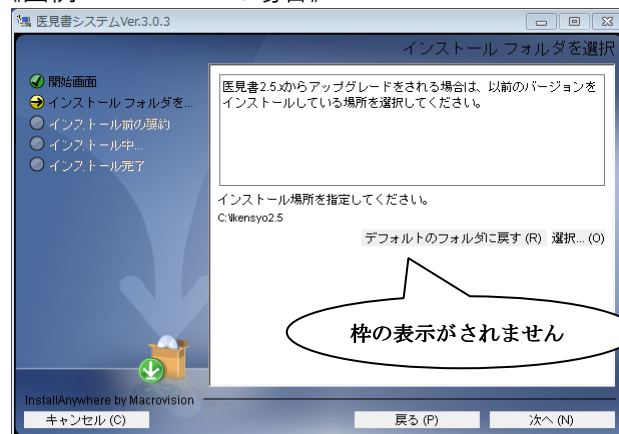 医見書システムVer.3.0.3
インストール フォルダを選択
開始画面
インストール フォルダを...
インストール前の要約
インストール中...
インストール完了
医見書2.5.xからアップグレードをされる場合は、以前のバージョンを
インストールしている場所を選択してください。
インストール場所を指定してください。
C:\Ikensyo2.5
デフォルトのフォルダに戻す (R) 選択... (O)
枠の表示がされません
InstallAnywhere by Macrovision
キャンセル (C) 戻る (P) 次へ (N)